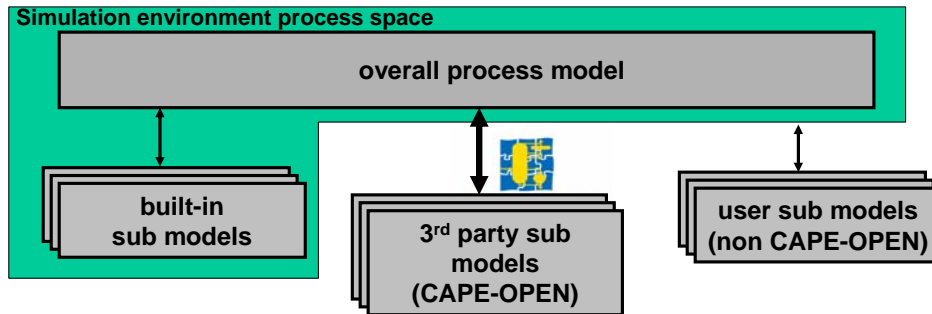 Simulation environment process space
overall process model
built-in
sub models
3rd party sub
models
(CAPE-OPEN)
user sub models
(non CAPE-OPEN)